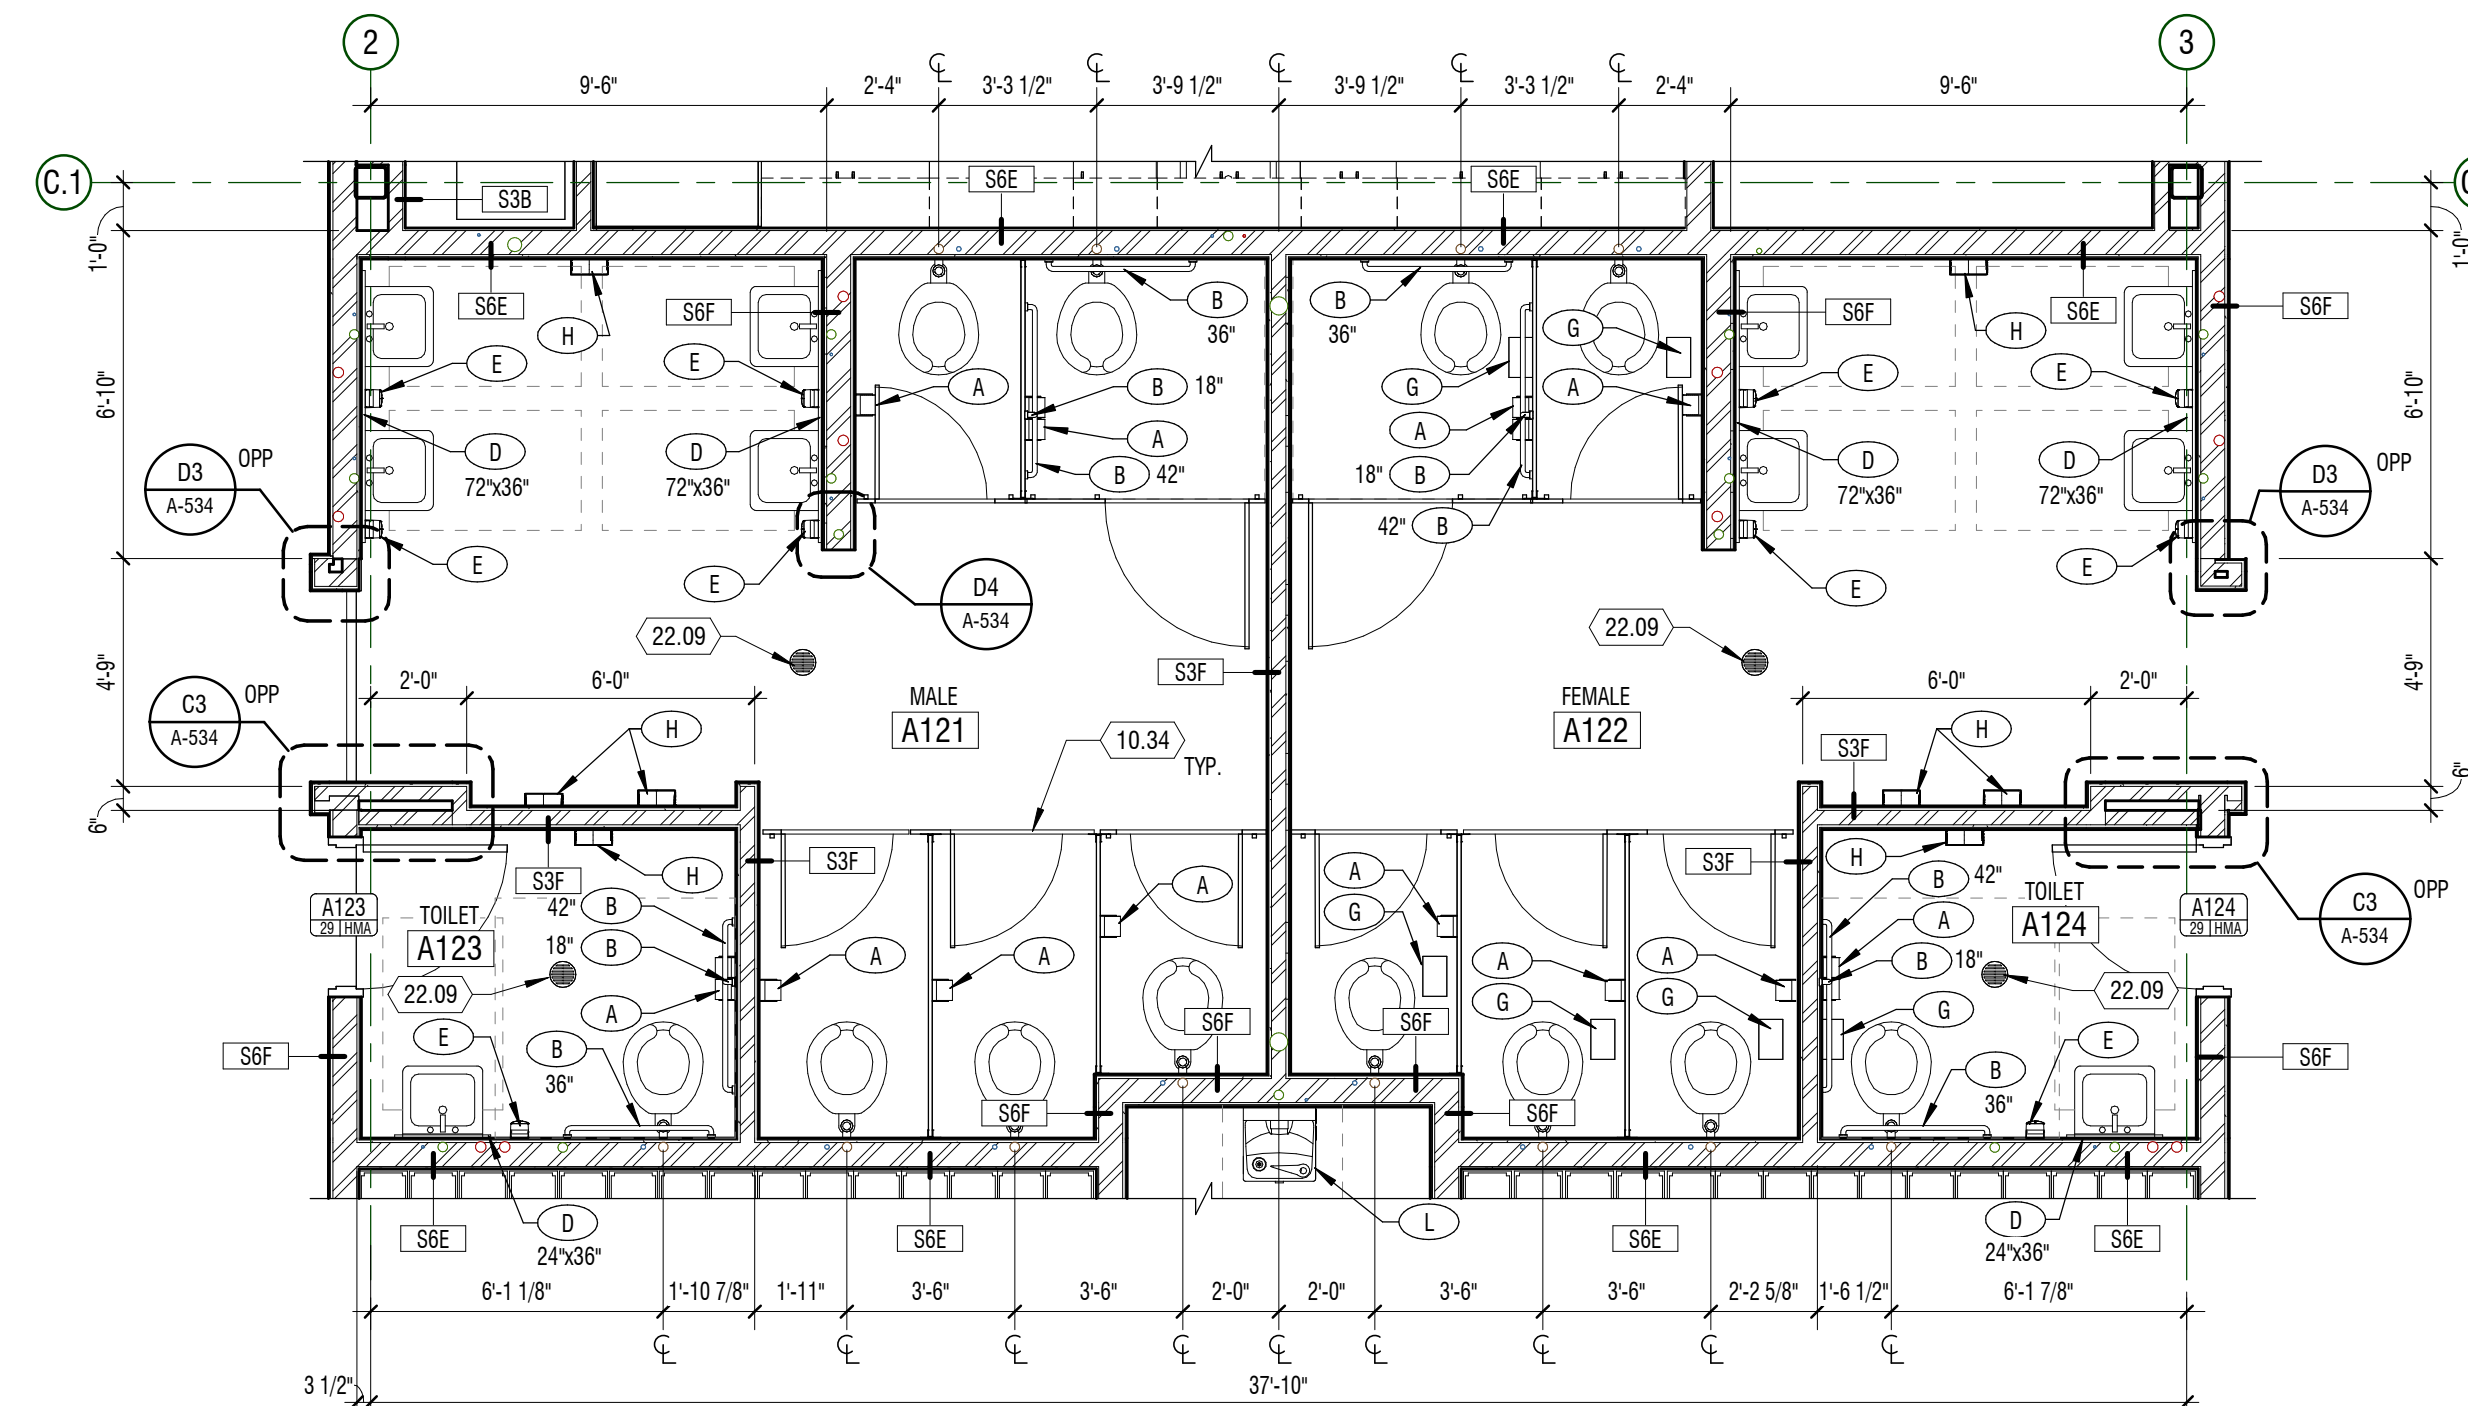 2
3
9'-6"
2'-4"
3'-3 1/2"
3'-9 1/2"
3'-9 1/2"
3'-3 1/2"
2'-4"
9'-6"
C.1
S3B
S6E
S6E
1'-0"
1'-0"
S6E
H
S6F
B
36"
B
36"
G
S6F
H
S6E
S6F
E
E
A
B 18"
G
A
E
E
6'-10"
6'-10"
A
A
D
72"x36"
D
72"x36"
B 42"
18" B
D
72"x36"
D
72"x36"
D3
A-534
OPP
D3
A-534
OPP
42" B
E
E
D4
A-534
E
E
22.09
22.09
4'-9"
4'-9"
2'-0"
6'-0"
S3F
6'-0"
2'-0"
C3
A-534
OPP
MALE
A121
FEMALE
A122
H
10.34
TYP.
H
S3F
6"
6"
S3F
H
S3F
A
A
G
S3F
H
B 42"
C3
A-534
OPP
A123
29 HMA
TOILET
A123
42" B
18" B
TOILET
A124
A
B 18"
A124
29 HMA
22.09
A
A
A
A
A
22.09
G
G
G
E
B
36"
S6F
S6F
E
B
36"
S6F
S6F
S6F
S6F
S6E
D
24"x36"
S6E
L
S6E
D
24"x36"
S6E
6'-1 1/8"
1'-10 7/8"
1'-11"
3'-6"
3'-6"
2'-0"
2'-0"
3'-6"
3'-6"
2'-2 5/8"
1'-6 1/2"
6'-1 7/8"
3 1/2"
37'-10"